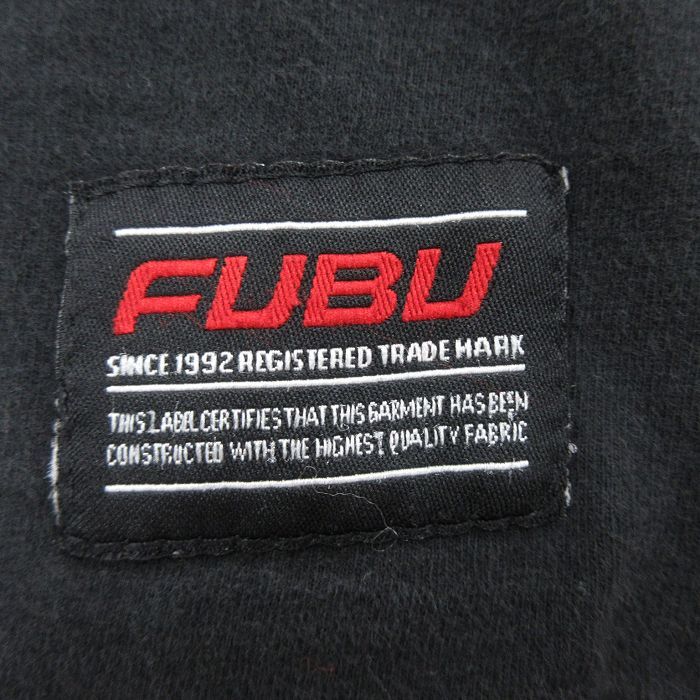 FUBU
SINCE 1992 REGISTERED TRADE MARK
THIS LABEL CERTIFIES THAT THIS GARMENT HAS BEEN
CONSTRUCTED WITH THE HIGHEST QUALITY FABRIC